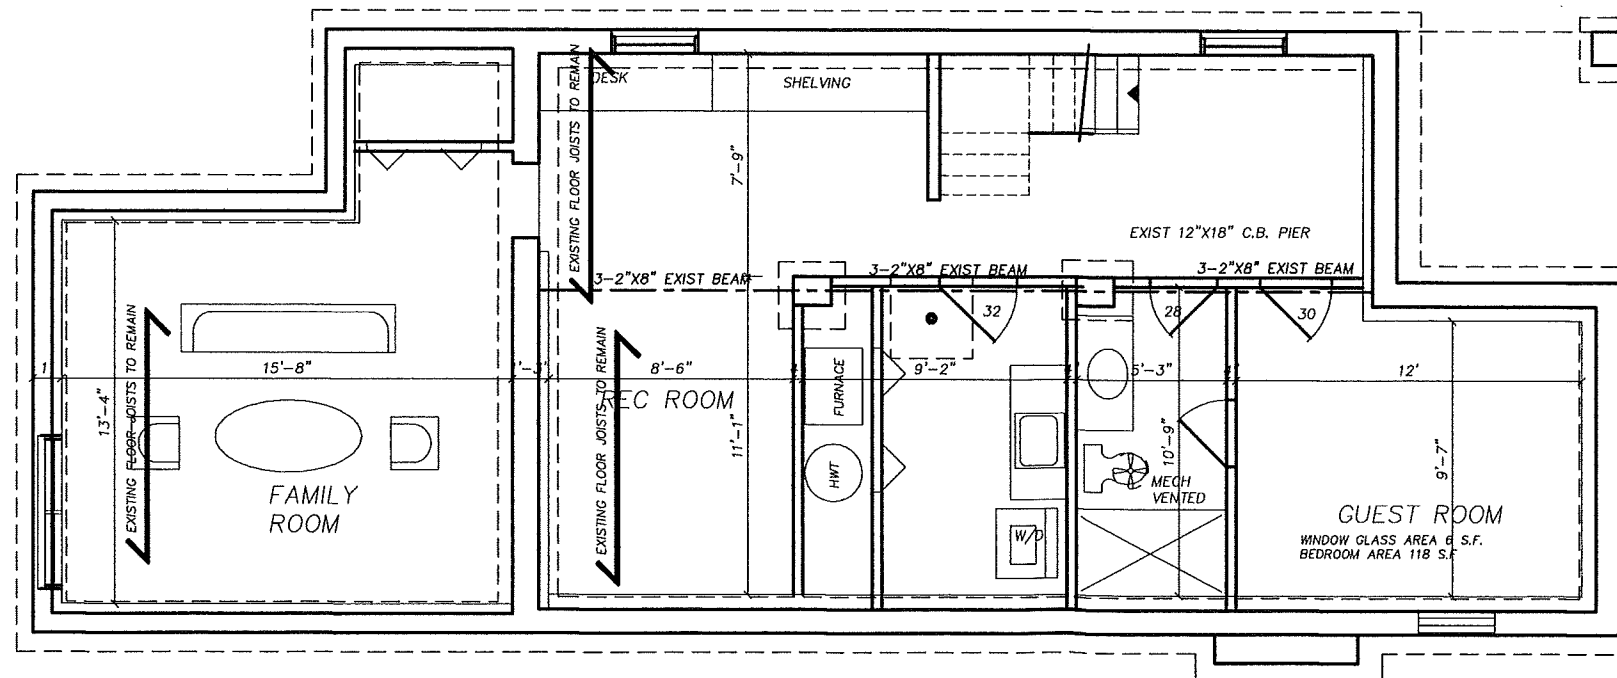 DESK
SHELVING
EXISTING FLOOR JOISTS TO REMAIN
7'-9"
EXIST 12"X18" C.B. PIER
3-2"X8" EXIST BEAM
3-2"X8" EXIST BEAM
3-2"X8" EXIST BEAM
32
28
30
EXISTING FLOOR JOISTS TO REMAIN
EXISTING FLOOR JOISTS TO REMAIN
1
15'-8"
8'-6"
9'-2"
5'-3"
12'
FURNACE
REC ROOM
13'-4"
11'-1"
10'-9"
9'-7"
HWT
FAMILY
ROOM
MECH
VENTED
GUEST ROOM
W/D
WINDOW GLASS AREA 6 S.F.
BEDROOM AREA 118 S.F